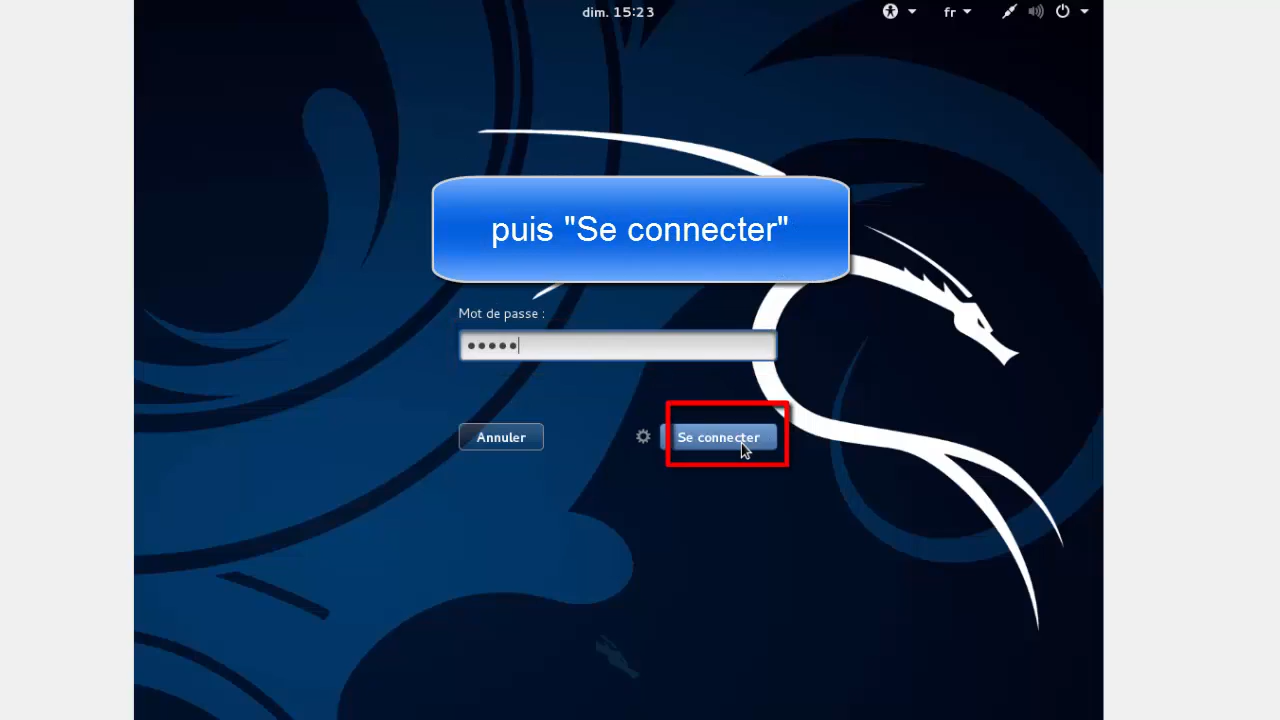 dim. 15:23
fr
puis "Se connecter"
Mot de passe :
Annuler
Se connecter